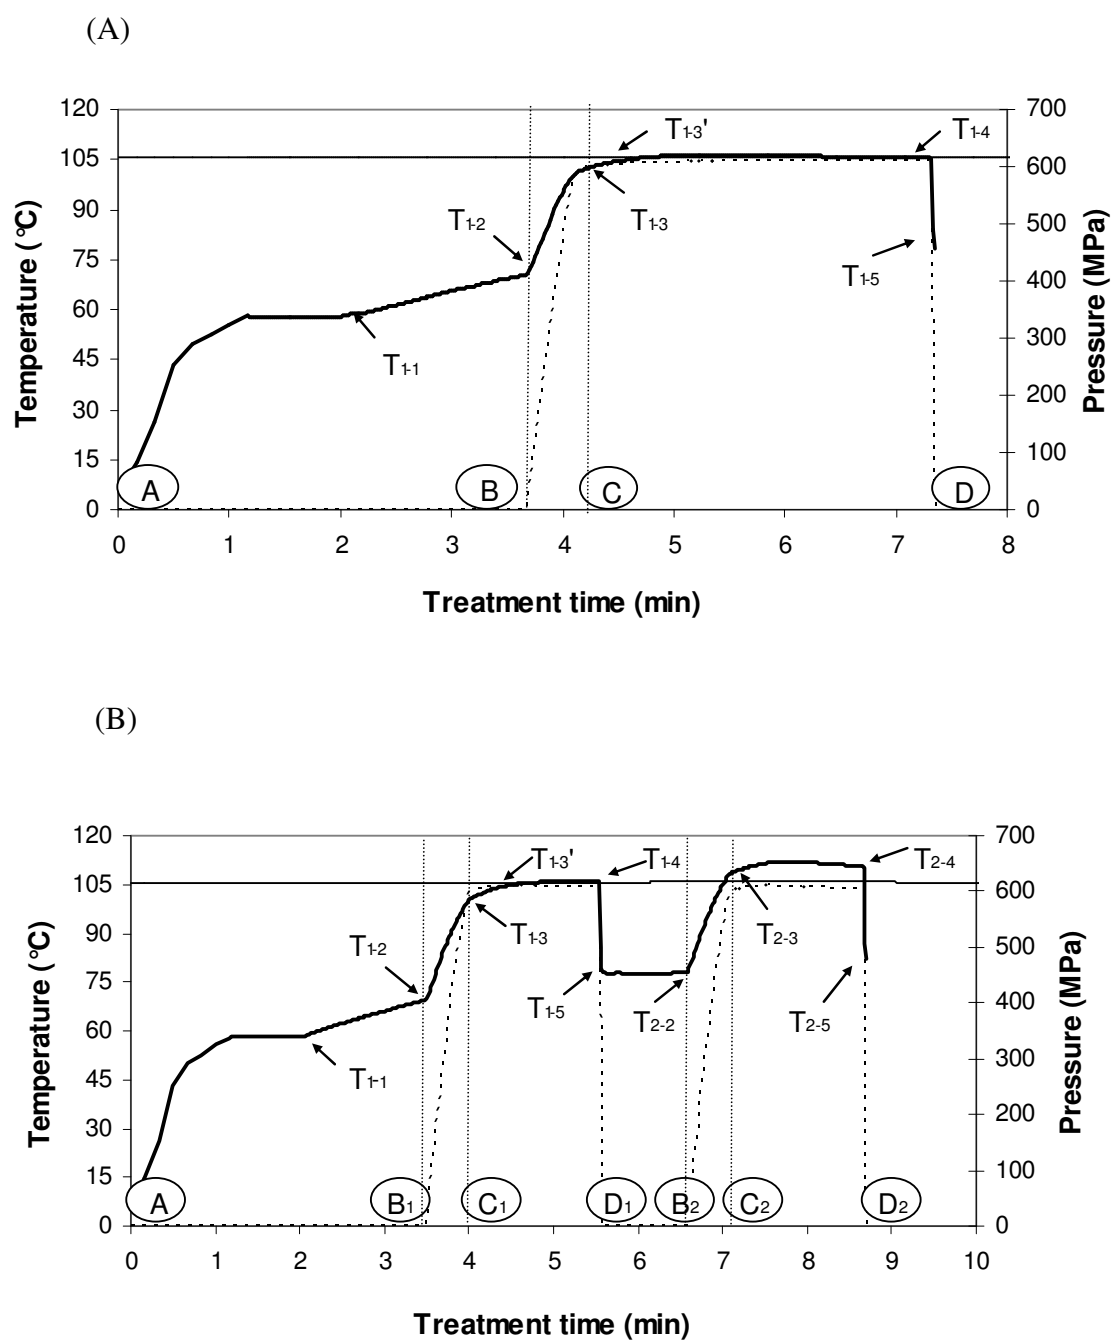 (A)
120
105
90
75
60
45
30
15
0
Temperature (°C)
700
600
500
400
300
200
100
0
Pressure (MPa)
T1-3'
T1-4
T1-2
T1-3
T1-5
T1-1
A
B
C
D
0 1 2 3 4 5 6 7 8
Treatment time (min)
(B)
120
105
90
75
60
45
30
15
0
Temperature (°C)
700
600
500
400
300
200
100
0
Pressure (MPa)
T1-3'
T1-4
T2-4
T1-2
T1-3
T2-3
T1-5
T2-2
T2-5
T1-1
A
B1
C1
D1
B2
C2
D2
0 1 2 3 4 5 6 7 8 9 10
Treatment time (min)